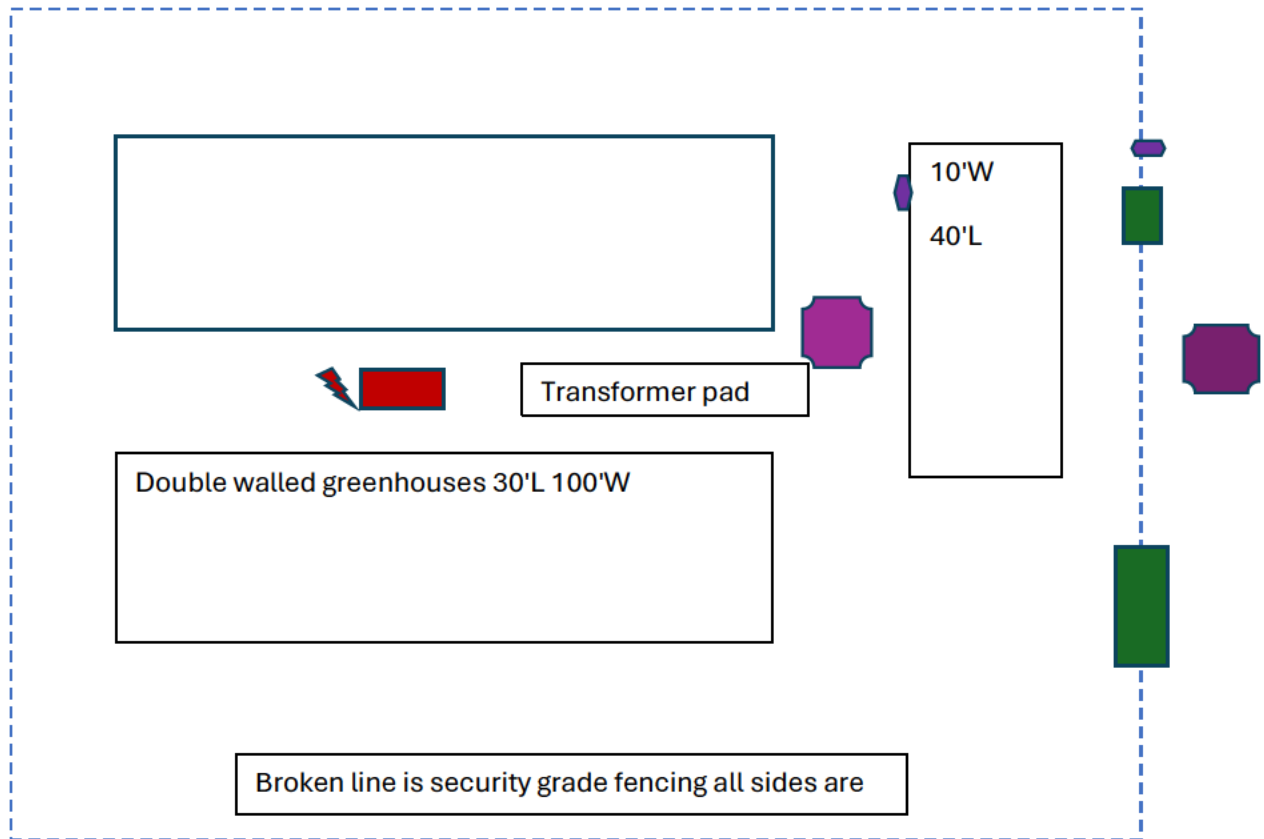 10'W
40'L
Transformer pad
Double walled greenhouses 30'L 100'W
Broken line is security grade fencing all sides are